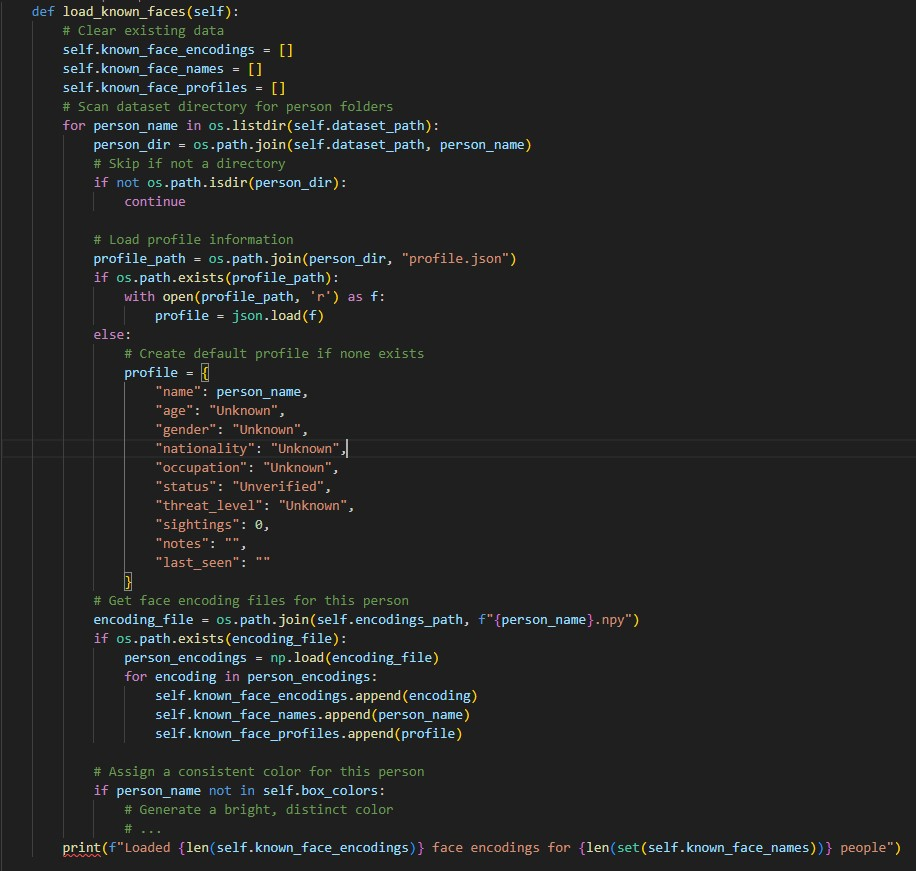 def load_known_faces(self):
    # Clear existing data
    self.known_face_encodings = []
    self.known_face_names = []
    self.known_face_profiles = []
    # Scan dataset directory for person folders
    for person_name in os.listdir(self.dataset_path):
        person_dir = os.path.join(self.dataset_path, person_name)
        # Skip if not a directory
        if not os.path.isdir(person_dir):
            continue

        # Load profile information
        profile_path = os.path.join(person_dir, "profile.json")
        if os.path.exists(profile_path):
            with open(profile_path, 'r') as f:
                profile = json.load(f)
        else:
            # Create default profile if none exists
            profile = {
                "name": person_name,
                "age": "Unknown",
                "gender": "Unknown",
                "nationality": "Unknown",
                "occupation": "Unknown",
                "status": "Unverified",
                "threat_level": "Unknown",
                "sightings": 0,
                "notes": "",
                "last_seen": ""
            }
        # Get face encoding files for this person
        encoding_file = os.path.join(self.encodings_path, f"{person_name}.npy")
        if os.path.exists(encoding_file):
            person_encodings = np.load(encoding_file)
            for encoding in person_encodings:
                self.known_face_encodings.append(encoding)
                self.known_face_names.append(person_name)
                self.known_face_profiles.append(profile)

        # Assign a consistent color for this person
        if person_name not in self.box_colors:
            # Generate a bright, distinct color
            # ...
    print(f"Loaded {len(self.known_face_encodings)} face encodings for {len(set(self.known_face_names))} people")